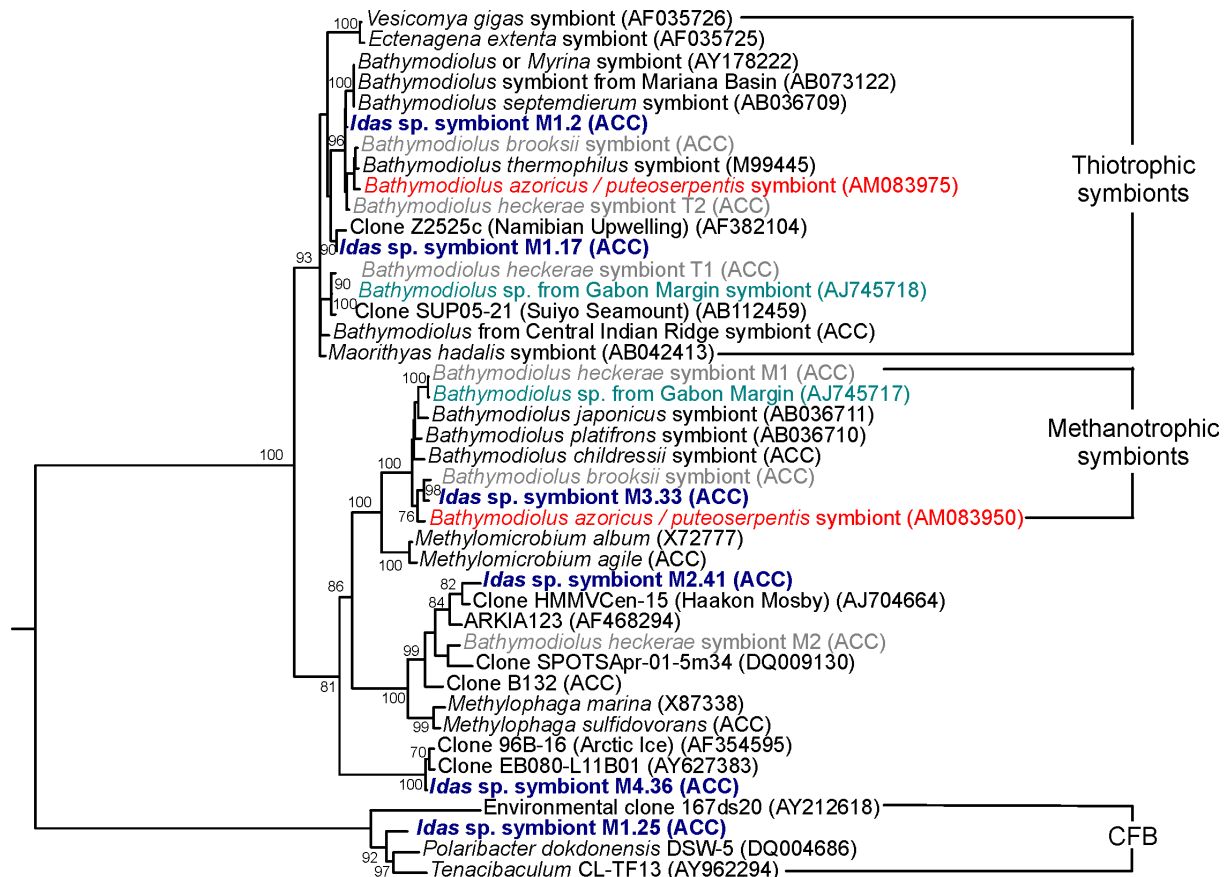 Vesicomya gigas symbiont (AF035726)
100
Ectenagena extenta symbiont (AF035725)
Bathymodiolus or Myrina symbiont (AY178222)
100
Bathymodiolus symbiont from Mariana Basin (AB073122)
Bathymodiolus septemdierum symbiont (AB036709)
Idas sp. symbiont M1.2 (ACC)
96
Bathymodiolus brooksii symbiont (ACC)
Bathymodiolus thermophilus symbiont (M99445)
Thiotrophic
symbionts
Bathymodiolus azoricus / puteoserpentis symbiont (AM083975)
Bathymodiolus heckerae symbiont T2 (ACC)
Clone Z2525c (Namibian Upwelling) (AF382104)
90
Idas sp. symbiont M1.17 (ACC)
93
Bathymodiolus heckerae symbiont T1 (ACC)
90
Bathymodiolus sp. from Gabon Margin symbiont (AJ745718)
100
Clone SUP05-21 (Suiyo Seamount) (AB112459)
Bathymodiolus from Central Indian Ridge symbiont (ACC)
Maorithyas hadalis symbiont (AB042413)
Bathymodiolus heckerae symbiont M1 (ACC)
100
Bathymodiolus sp. from Gabon Margin (AJ745717)
Bathymodiolus japonicus symbiont (AB036711)
Methanotrophic
symbionts
Bathymodiolus platifrons symbiont (AB036710)
Bathymodiolus childressii symbiont (ACC)
100
100
Bathymodiolus brooksii symbiont (ACC)
98
Idas sp. symbiont M3.33 (ACC)
100
76
Bathymodiolus azoricus / puteoserpentis symbiont (AM083950)
Methylomicrobium album (X72777)
100
Methylomicrobium agile (ACC)
86
82
Idas sp. symbiont M2.41 (ACC)
84
Clone HMMVCen-15 (Haakon Mosby) (AJ704664)
ARKIA123 (AF468294)
99
Bathymodiolus heckerae symbiont M2 (ACC)
Clone SPOTSApr-01-5m34 (DQ009130)
81
Clone B132 (ACC)
100
Methylophaga marina (X87338)
99
Methylophaga sulfidovorans (ACC)
70
Clone 96B-16 (Arctic Ice) (AF354595)
Clone EB080-L11B01 (AY627383)
100
Idas sp. symbiont M4.36 (ACC)
Environmental clone 167ds20 (AY212618)
Idas sp. symbiont M1.25 (ACC)
CFB
92
Polaribacter dokdonensis DSW-5 (DQ004686)
97
Tenacibaculum CL-TF13 (AY962294)